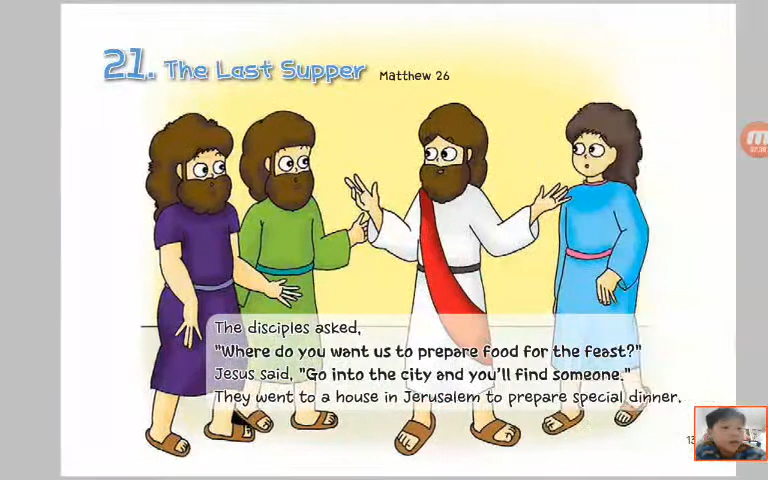 21. The Last Supper Matthew 26
The disciples asked,
"Where do you want us to prepare food for the feast?"
Jesus said, "Go into the city and you'll find someone."
They went to a house in Jerusalem to prepare special dinner.